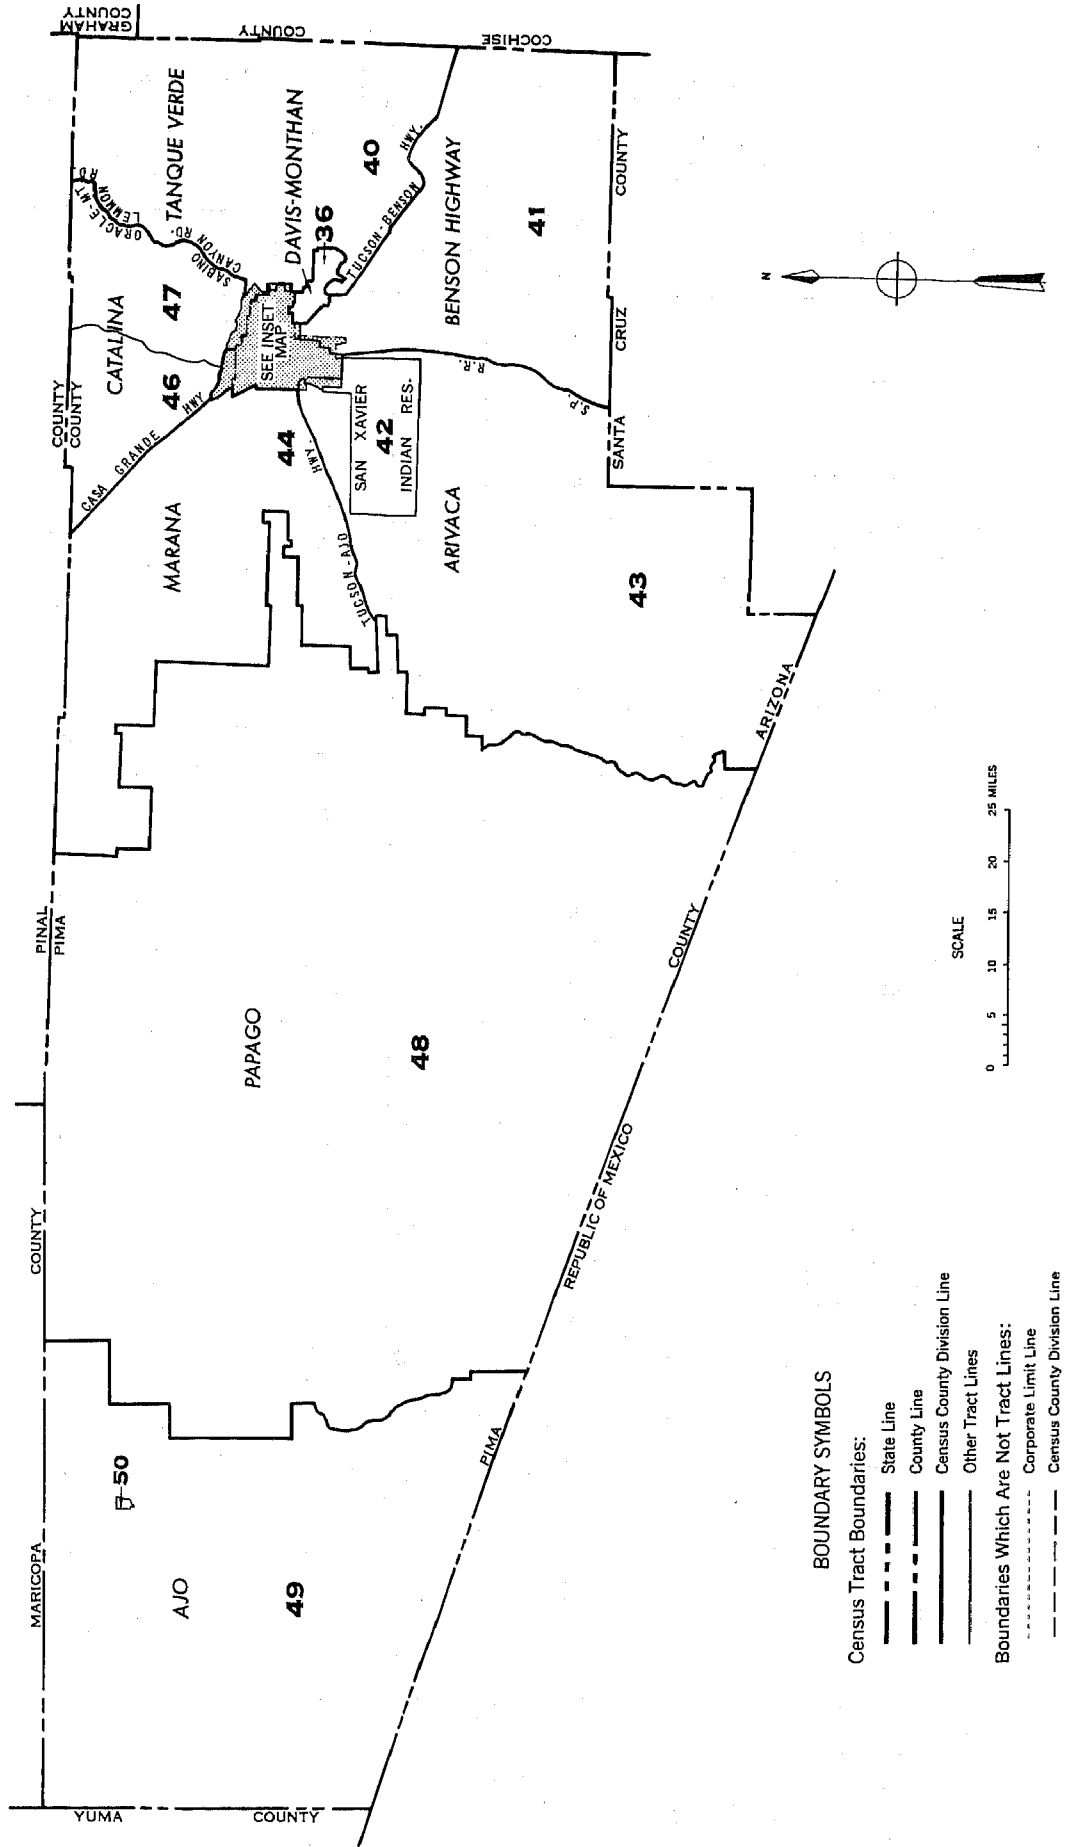 MARICOPA
COUNTY
PINAL
PIMA
COUNTY
COUNTY
GRAHAM
COUNTY
YUMA
COUNTY
COUNTY
COCHISE
AJO
49
50
PAPAGO
48
MARANA
44
CASA GRANDE HWY
CATALINA
46
47
ORACLE-MT. LEMMON RD.
SABINO CANYON RD.
TANQUE VERDE
SEE INSET
MAP
DAVIS-MONTHAN
36
40
TUCSON-BENSON HWY.
TUCSON-AJO HWY.
SAN XAVIER
42
INDIAN RES.
ARIVACA
43
S.P. R.R.
BENSON HIGHWAY
41
SANTA CRUZ COUNTY
PIMA
COUNTY
ARIZONA
REPUBLIC OF MEXICO
N
SCALE
0 5 10 15 20 25 MILES
BOUNDARY SYMBOLS
Census Tract Boundaries:
State Line
County Line
Census County Division Line
Other Tract Lines
Boundaries Which Are Not Tract Lines:
Corporate Limit Line
Census County Division Line